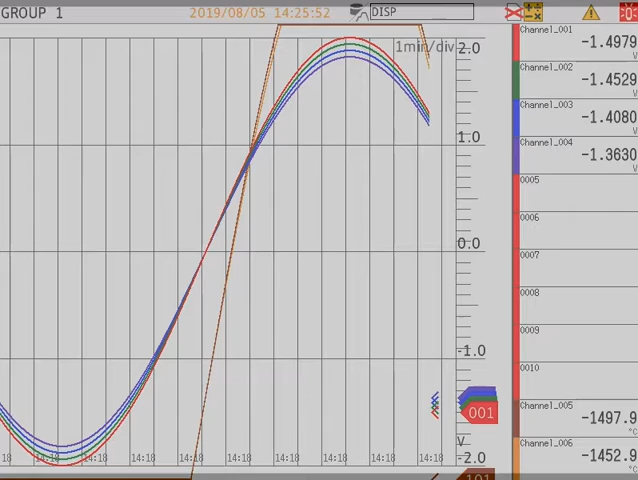 GROUP 1
2019/08/05 14:25:52
DISP
1min/div
2.0
1.0
0.0
-1.0
V
-2.0
001
101
18 14:18 14:18 14:18 14:18 14:18 14:18 14:18 14:18 14:18
Channel_001
-1.4979
V
Channel_002
-1.4529
V
Channel_003
-1.4080
V
Channel_004
-1.3630
V
0005
0006
0007
0008
0009
0010
Channel_005
-1497.9
°C
Channel_006
-1452.9
°C